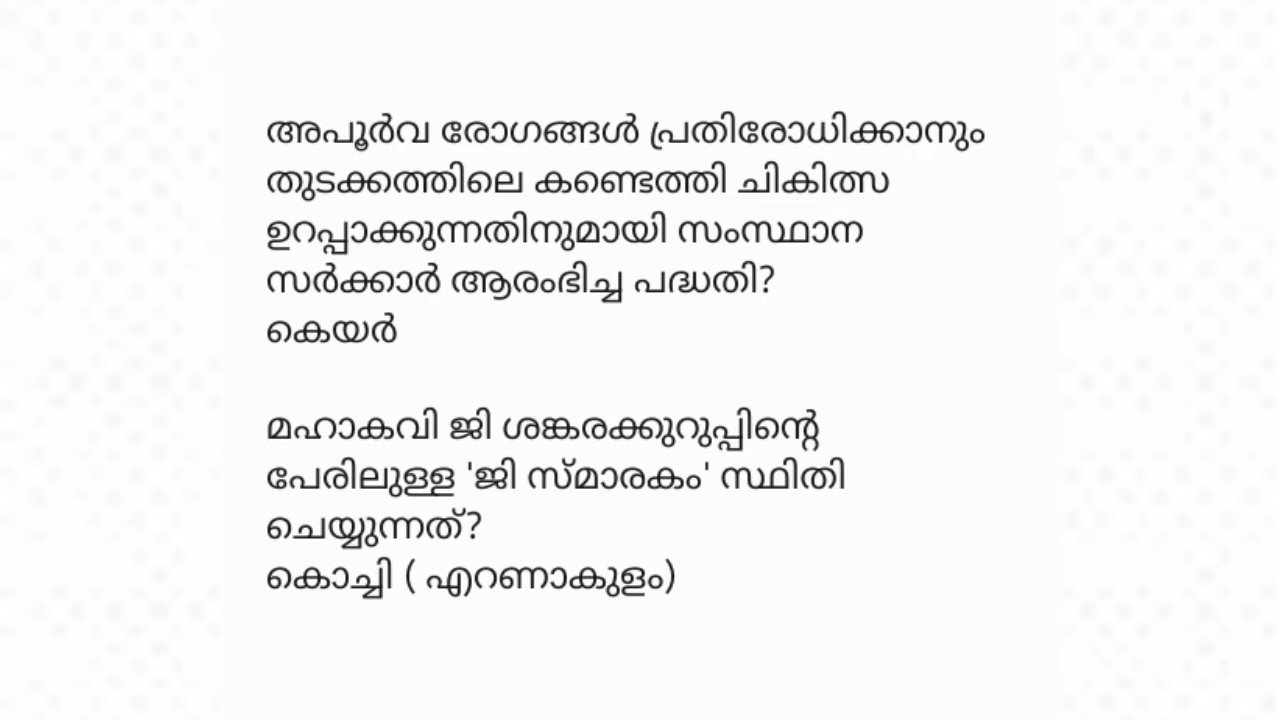 അപൂർവ രോഗങ്ങൾ പ്രതിരോധിക്കാനും
തുടക്കത്തിലെ കണ്ടെത്തി ചികിത്സ
ഉറപ്പാക്കുന്നതിനുമായി സംസ്ഥാന
സർക്കാർ ആരംഭിച്ച പദ്ധതി?
കെയർ
മഹാകവി ജി ശങ്കരക്കുറുപ്പിന്റെ
പേരിലുള്ള 'ജി സ്മാരകം' സ്ഥിതി
ചെയ്യുന്നത്?
കൊച്ചി ( എറണാകുളം)